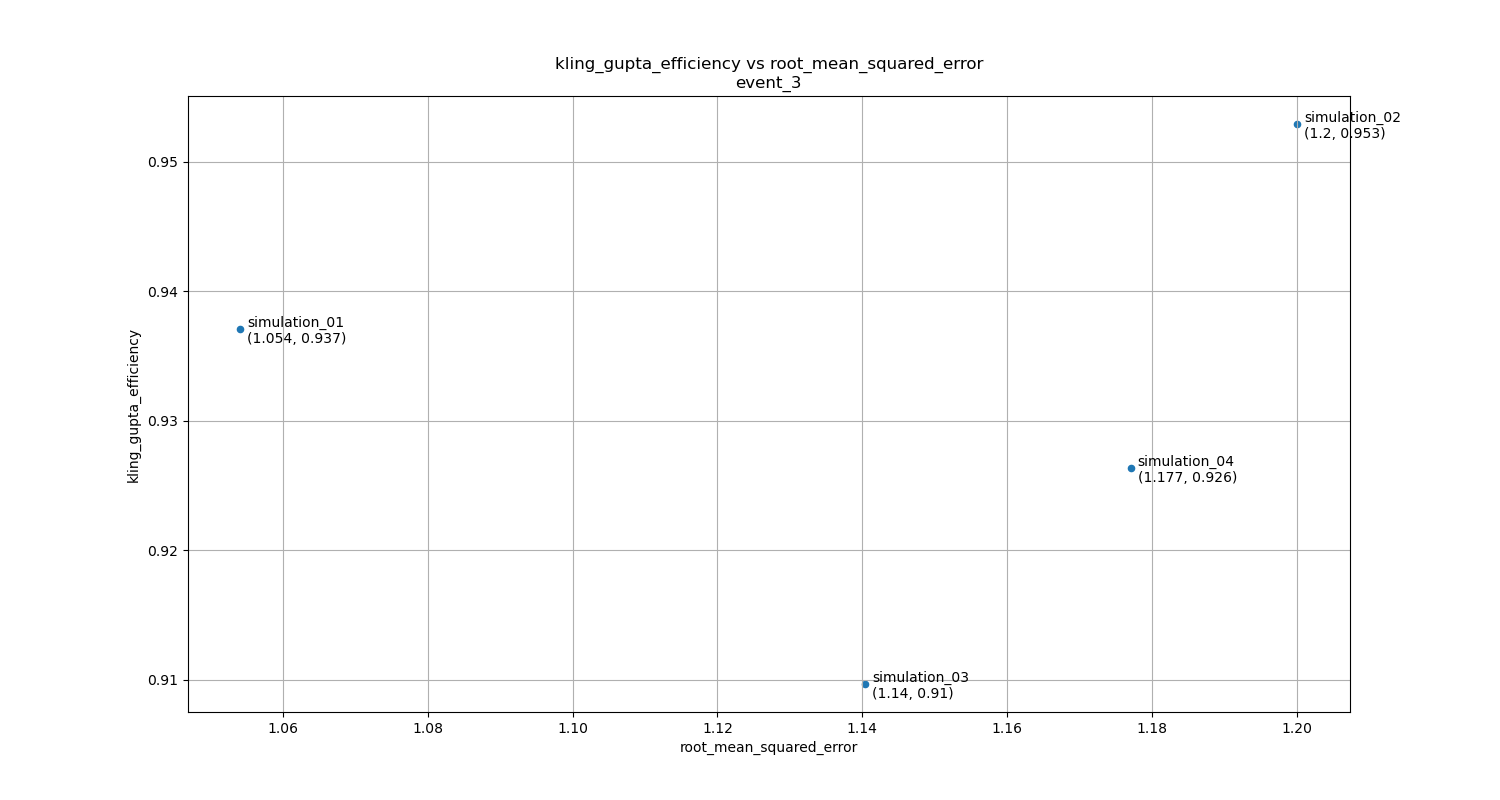 kling_gupta_efficiency vs root_mean_squared_error
event_3
simulation_02
(1.2, 0.953)
0.95
0.94
simulation_01
(1.054, 0.937)
kling_gupta_efficiency
0.93
simulation_04
(1.177, 0.926)
0.92
simulation_03
(1.14, 0.91)
0.91
1.06 1.08 1.10 1.12 1.14 1.16 1.18 1.20
root_mean_squared_error